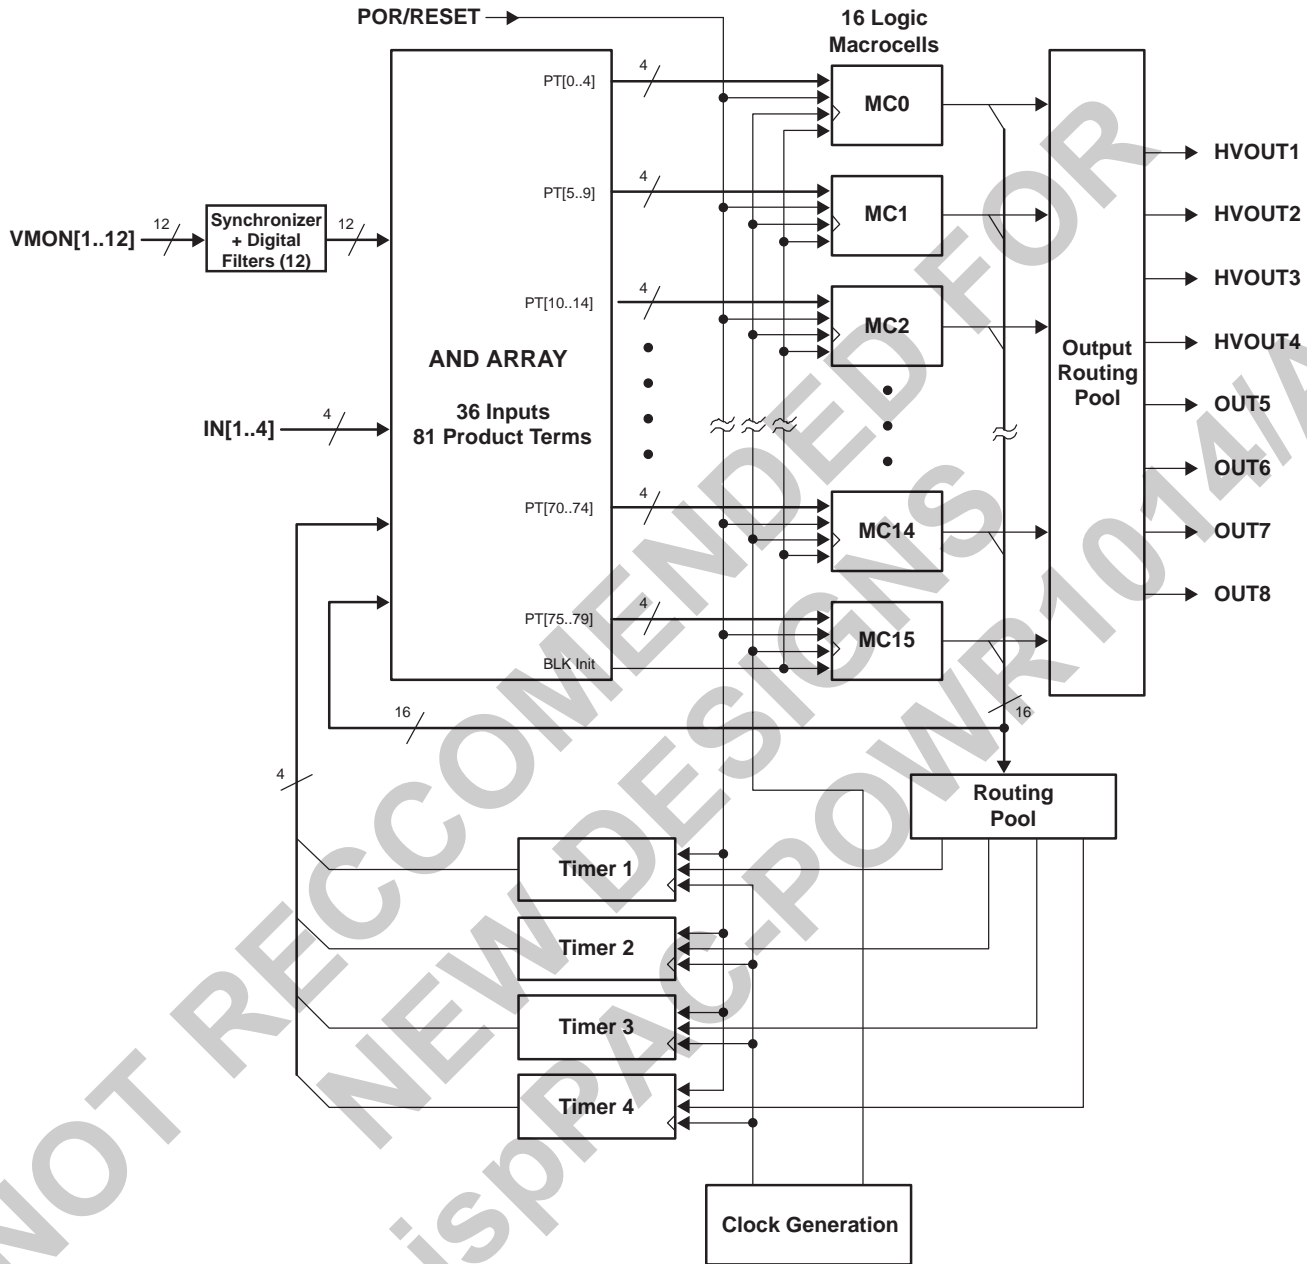 POR/RESET
16 Logic
Macrocells
PT[0..4]
4
MC0
HVOUT1
PT[5..9]
4
MC1
HVOUT2
VMON[1..12]
12
Synchronizer
+ Digital
Filters (12)
12
HVOUT3
PT[10..14]
4
MC2
HVOUT4
AND ARRAY
36 Inputs
81 Product Terms
Output
Routing
Pool
OUT5
IN[1..4]
4
OUT6
PT[70..74]
4
MC14
OUT7
OUT8
PT[75..79]
4
MC15
BLK Init
16
16
4
Routing
Pool
Timer 1
Timer 2
Timer 3
Timer 4
Clock Generation
NOT RECCOMENDED FOR
NEW DESIGNS
ispPAC-POWR1014/A